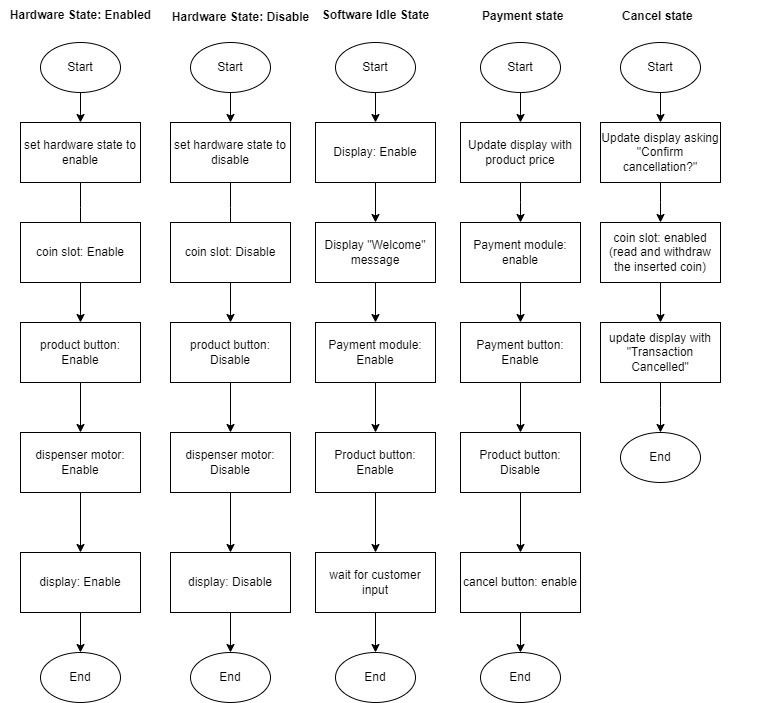 Hardware State: Enabled
Hardware State: Disable
Software Idle State
Payment state
Cancel state
Start
set hardware state to
enable
coin slot: Enable
product button:
Enable
dispenser motor:
Enable
display: Enable
End
Start
set hardware state to
disable
coin slot: Disable
product button:
Disable
dispenser motor:
Disable
display: Disable
End
Start
Display: Enable
Display "Welcome"
message
Payment module:
Enable
Product button:
Enable
wait for customer
input
End
Start
Update display with
product price
Payment module:
enable
Payment button:
Enable
Product button:
Disable
cancel button: enable
End
Start
Update display asking
"Confirm
cancellation?"
coin slot: enabled
(read and withdraw
the inserted coin)
update display with
"Transaction
Cancelled"
End